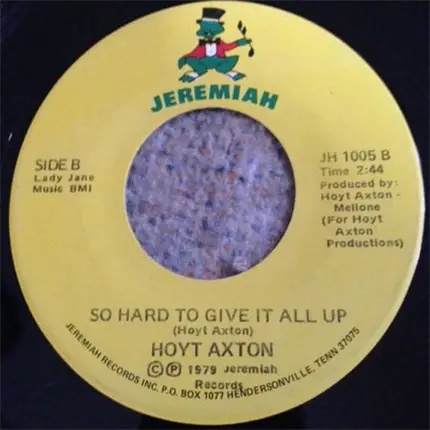 JEREMIAH
SIDE B
Lady Jane
Music BMI
JH 1005 B
Time 2:44
Produced by:
Hoyt Axton -
Mellone
(For Hoyt
Axton
Productions)
SO HARD TO GIVE IT ALL UP
(Hoyt Axton)
HOYT AXTON
©℗ 1979 Jeremiah
Records
JEREMIAH RECORDS INC. P.O. BOX 1077 HENDERSONVILLE, TENN 37075